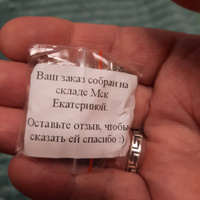 Ваш заказ собран на
складе Мск
Екатериной.
Оставьте отзыв, чтобы
сказать ей спасибо :)